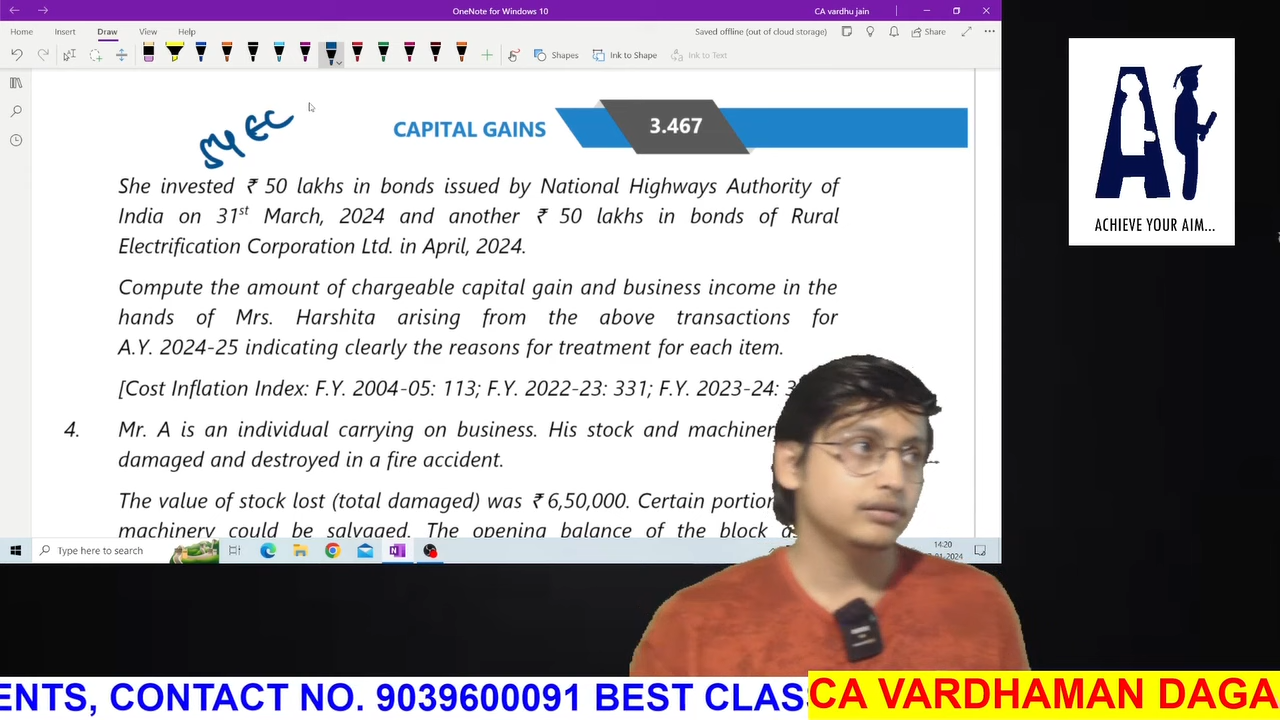 OneNote for Windows 10
CA vardhu jain
Home Insert Draw View Help
Saved offline (out of cloud storage)
Share
Shapes
Ink to Shape
Ink to Text
54 EC
CAPITAL GAINS
3.467
She invested ₹ 50 lakhs in bonds issued by National Highways Authority of
India on 31st March, 2024 and another ₹ 50 lakhs in bonds of Rural
Electrification Corporation Ltd. in April, 2024.
Compute the amount of chargeable capital gain and business income in the
hands of Mrs. Harshita arising from the above transactions for
A.Y. 2024-25 indicating clearly the reasons for treatment for each item.
[Cost Inflation Index: F.Y. 2004-05: 113; F.Y. 2022-23: 331; F.Y. 2023-24:
4. Mr. A is an individual carrying on business. His stock and machinery
damaged and destroyed in a fire accident.
The value of stock lost (total damaged) was ₹ 6,50,000. Certain portion
machinery could be salvaged. The opening balance of the block
Type here to search
14:20
AI
ACHIEVE YOUR AIM...
ENTS, CONTACT NO. 9039600091 BEST CLAS
CA VARDHAMAN DAGA